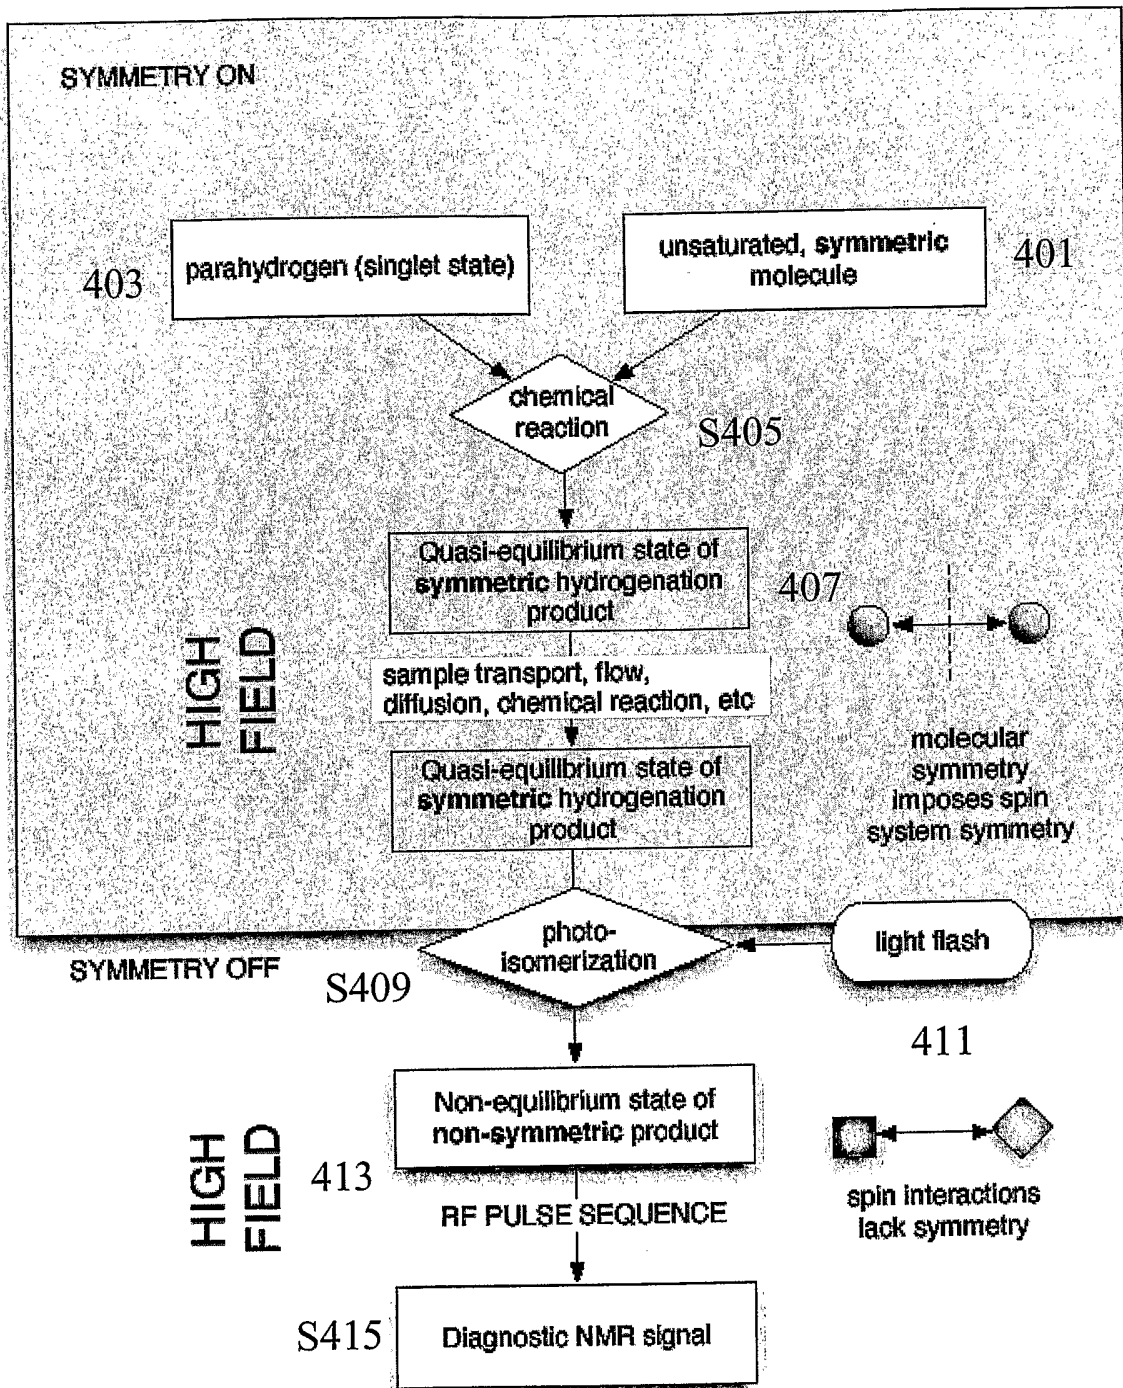 SYMMETRY ON
403
parahydrogen (singlet state)
unsaturated, symmetric
molecule
401
chemical
reaction
S405
Quasi-equilibrium state of
symmetric hydrogenation
product
407
HIGH
FIELD
sample transport, flow,
diffusion, chemical reaction, etc
Quasi-equilibrium state of
symmetric hydrogenation
product
molecular
symmetry
imposes spin
system symmetry
SYMMETRY OFF
S409
photo-
isomerization
light flash
411
HIGH
FIELD
413
Non-equilibrium state of
non-symmetric product
spin interactions
lack symmetry
RF PULSE SEQUENCE
S415
Diagnostic NMR signal